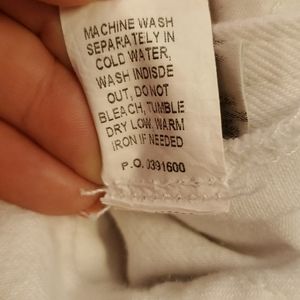 MACHINE WASH
SEPARATELY IN
COLD WATER,
WASH INDISDE
OUT, DO NOT
BLEACH, TUMBLE
DRY LOW. WARM
IRON IF NEEDED
P.O. 0391600